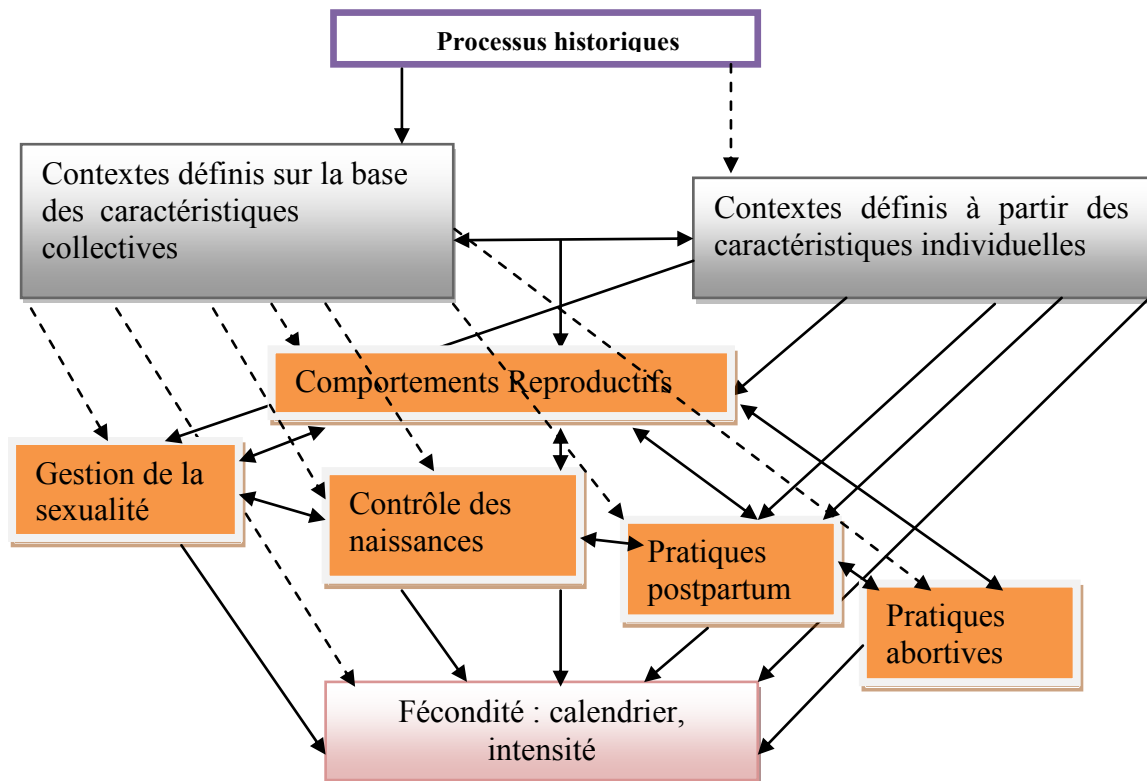 Processus historiques
Contextes définis sur la base
des caractéristiques
collectives
Contextes définis à partir des
caractéristiques individuelles
Comportements Reproductifs
Gestion de la
sexualité
Contrôle des
naissances
Pratiques
postpartum
Pratiques
abortives
Fécondité : calendrier,
intensité